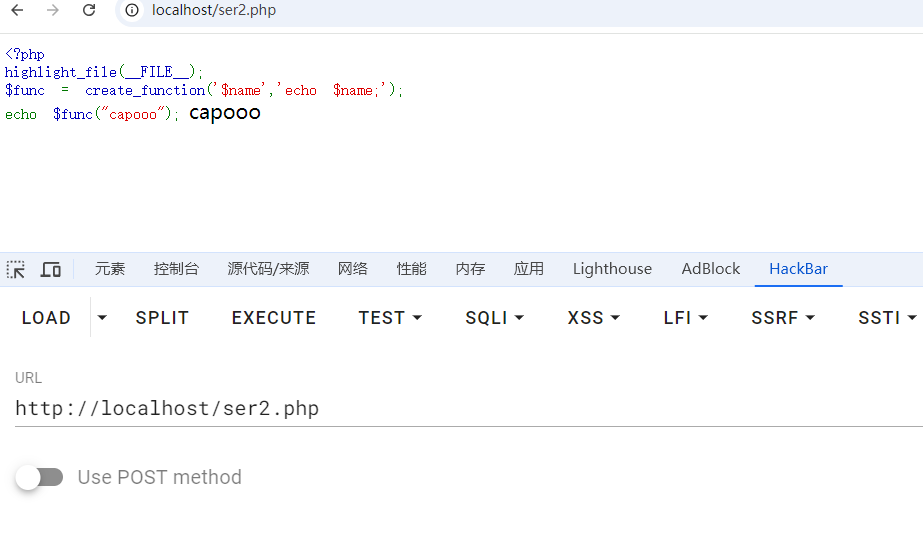 localhost/ser2.php
<?php
highlight_file(__FILE__);
$func = create_function('$name','echo $name;');
echo $func("capooo"); capooo
元素 控制台 源代码/来源 网络 性能 内存 应用 Lighthouse AdBlock HackBar
LOAD SPLIT EXECUTE TEST SQLI XSS LFI SSRF SSTI
URL
http://localhost/ser2.php
Use POST method